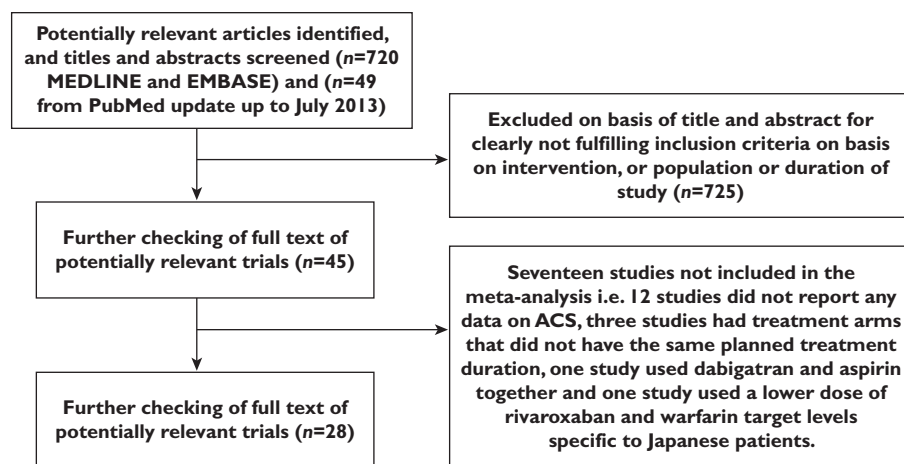 Potentially relevant articles identified,
and titles and abstracts screened (n=720
MEDLINE and EMBASE) and (n=49
from PubMed update up to July 2013)
Excluded on basis of title and abstract for
clearly not fulfilling inclusion criteria on basis
on intervention, or population or duration of
study (n=725)
Further checking of full text of
potentially relevant trials (n=45)
Seventeen studies not included in the
meta-analysis i.e. 12 studies did not report any
data on ACS, three studies had treatment arms
that did not have the same planned treatment
duration, one study used dabigatran and aspirin
together and one study used a lower dose of
rivaroxaban and warfarin target levels
specific to Japanese patients.
Further checking of full text of
potentially relevant trials (n=28)